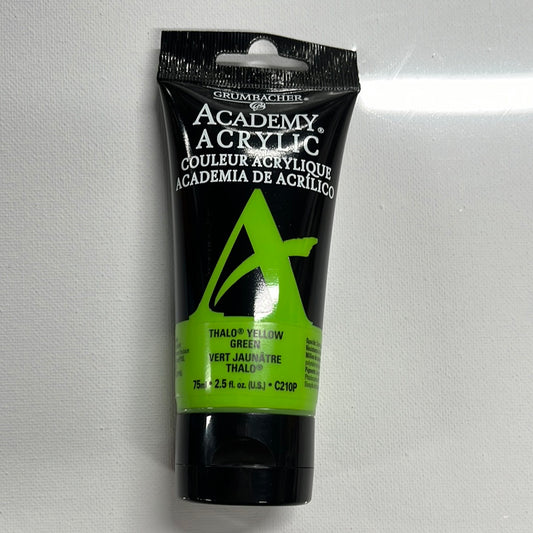 GRUMBACHER®
ACADEMY®
ACRYLIC
COULEUR ACRYLIQUE
ACADEMIA DE ACRÍLICO
THALO® YELLOW
GREEN
VERT JAUNÂTRE
THALO®
75ml • 2.5 fl. oz. (U.S.) • C210P